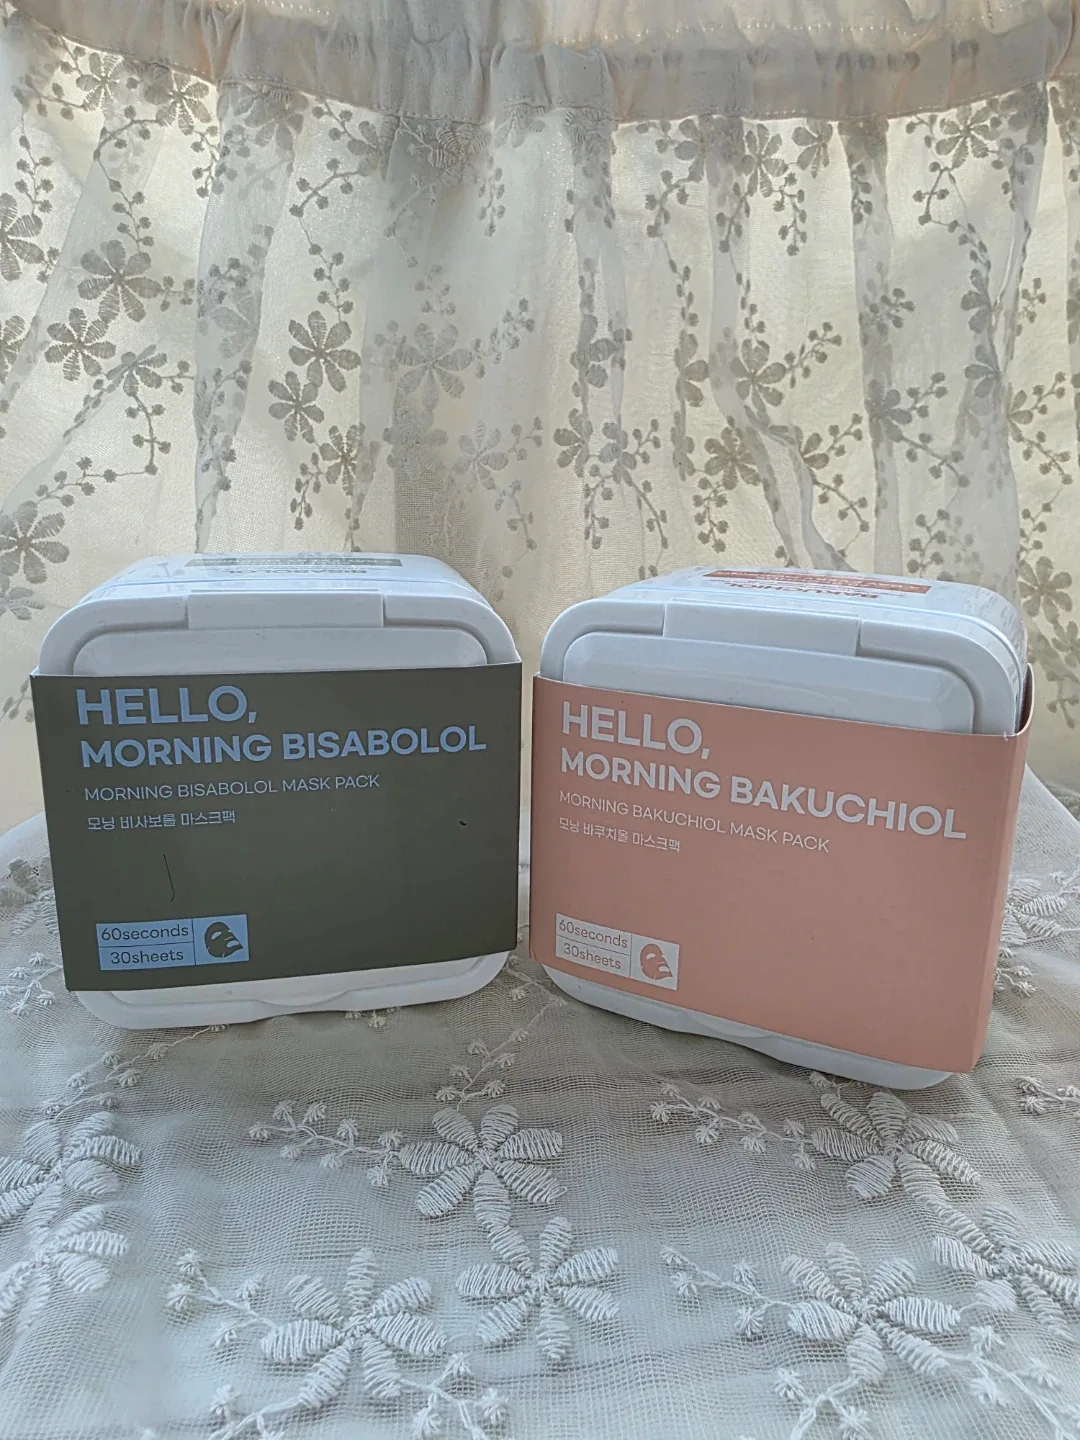 BISABOLOL
HELLO,
MORNING BISABOLOL
MORNING BISABOLOL MASK PACK
모닝 비사보롤 마스크팩
60seconds
30sheets
BAKUCHIOL
HELLO,
MORNING BAKUCHIOL
MORNING BAKUCHIOL MASK PACK
모닝 바쿠치올 마스크팩
60seconds
30sheets